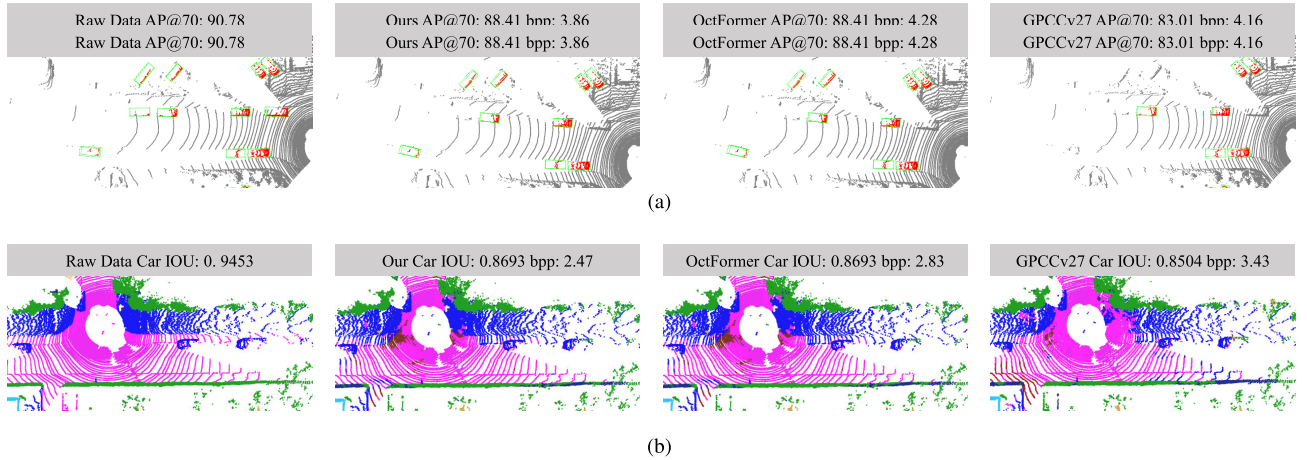 Raw Data AP@70: 90.78
Raw Data AP@70: 90.78
Ours AP@70: 88.41 bpp: 3.86
Ours AP@70: 88.41 bpp: 3.86
OctFormer AP@70: 88.41 bpp: 4.28
OctFormer AP@70: 88.41 bpp: 4.28
GPCCv27 AP@70: 83.01 bpp: 4.16
GPCCv27 AP@70: 83.01 bpp: 4.16
(a)
Raw Data Car IOU: 0. 9453
Our Car IOU: 0.8693 bpp: 2.47
OctFormer Car IOU: 0.8693 bpp: 2.83
GPCCv27 Car IOU: 0.8504 bpp: 3.43
(b)